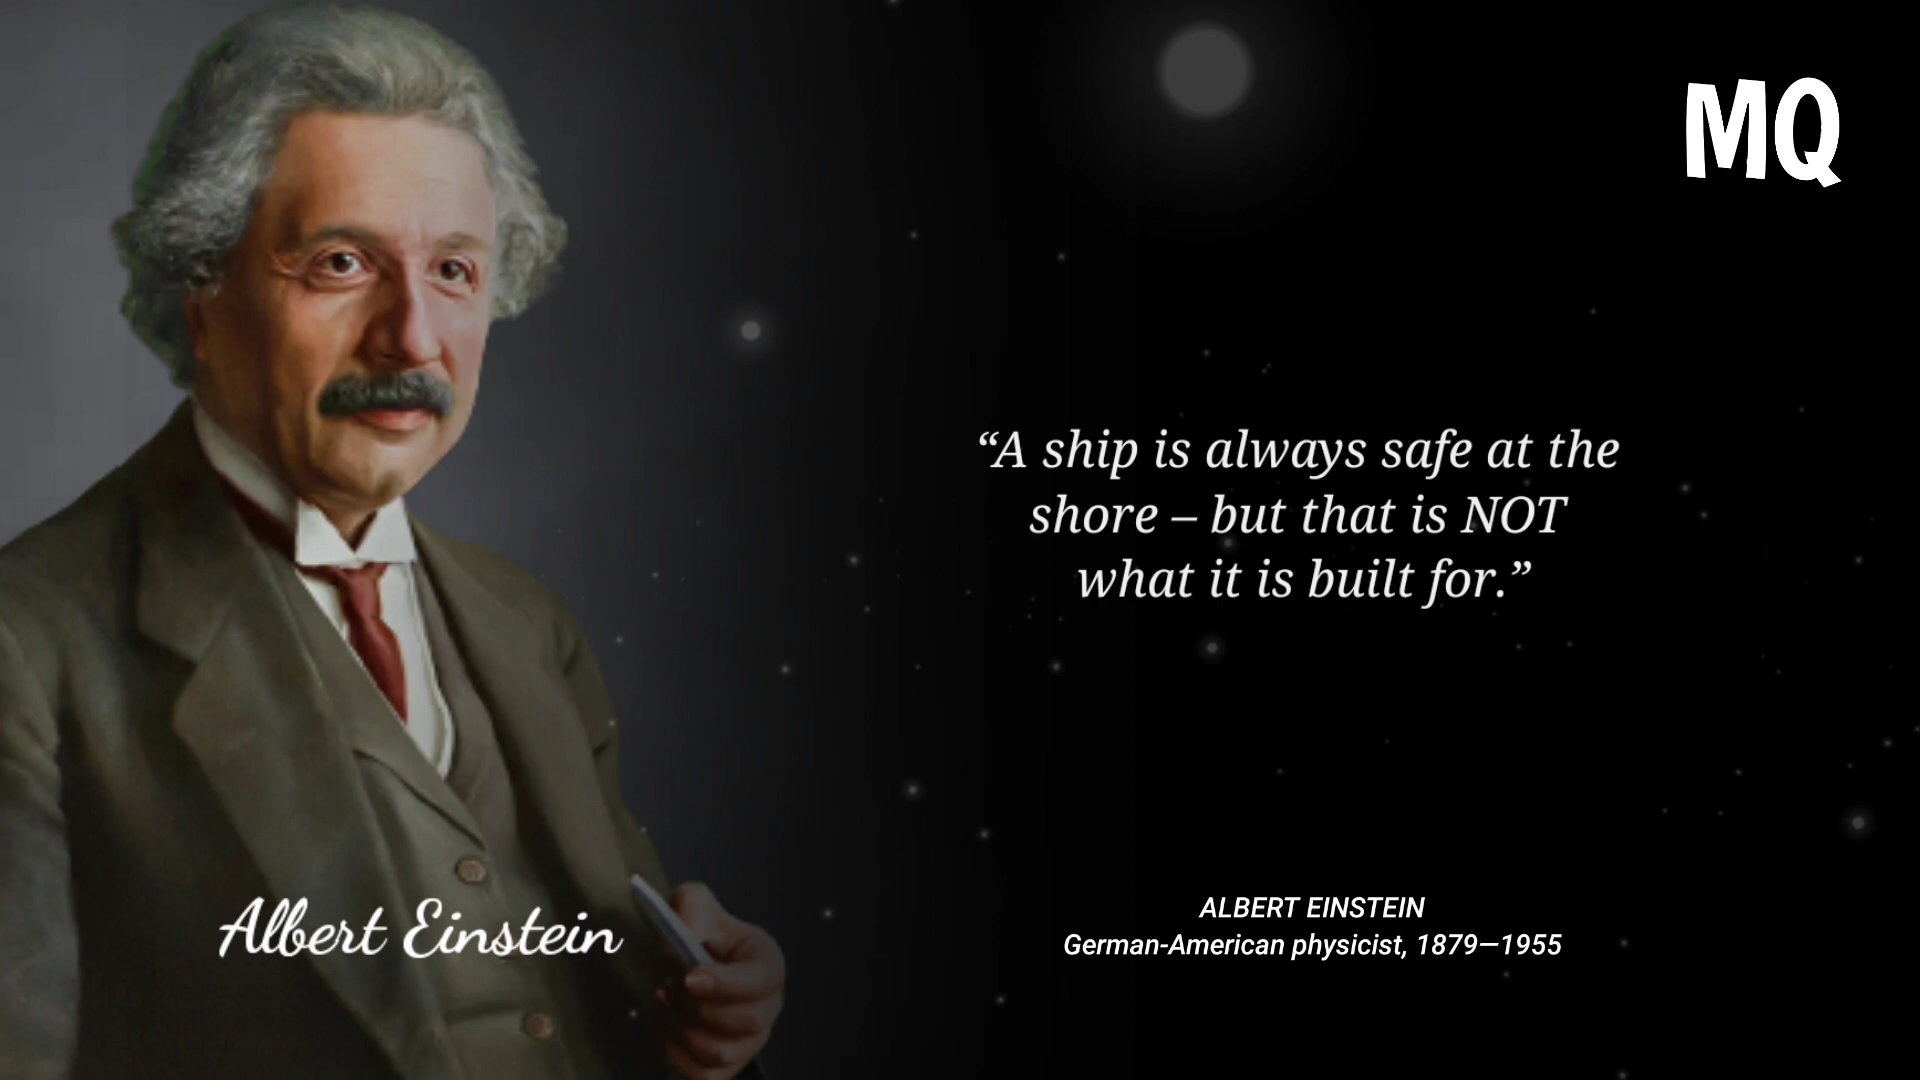 MQ
“A ship is always safe at the
shore – but that is NOT
what it is built for.”
Albert Einstein
ALBERT EINSTEIN
German-American physicist, 1879—1955